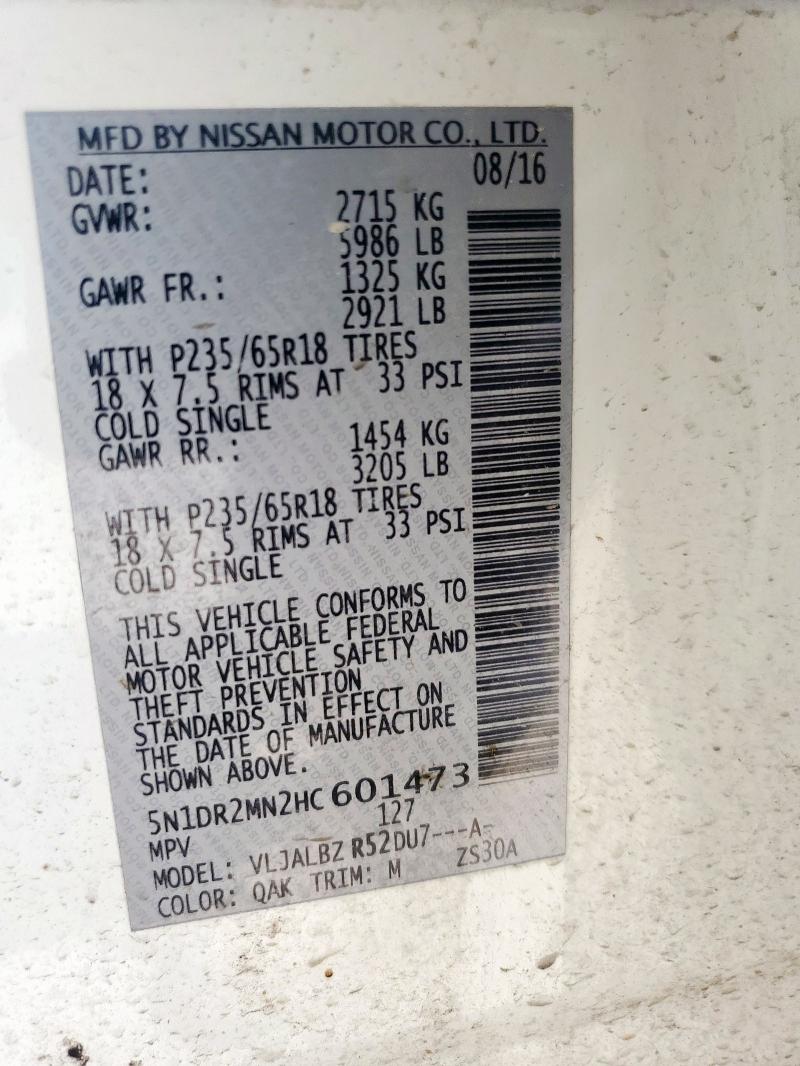 MFD BY NISSAN MOTOR CO., LTD.
DATE: 08/16
GVWR: 2715 KG
5986 LB
GAWR FR.: 1325 KG
2921 LB
WITH P235/65R18 TIRES
18 X 7.5 RIMS AT 33 PSI
COLD SINGLE
GAWR RR.: 1454 KG
3205 LB
WITH P235/65R18 TIRES
18 X 7.5 RIMS AT 33 PSI
COLD SINGLE
THIS VEHICLE CONFORMS TO
ALL APPLICABLE FEDERAL
MOTOR VEHICLE SAFETY AND
THEFT PREVENTION
STANDARDS IN EFFECT ON
THE DATE OF MANUFACTURE
SHOWN ABOVE.
5N1DR2MN2HC601473
MPV 127
MODEL: VLJALBZ R52DU7---A-
COLOR: QAK TRIM: M ZS30A